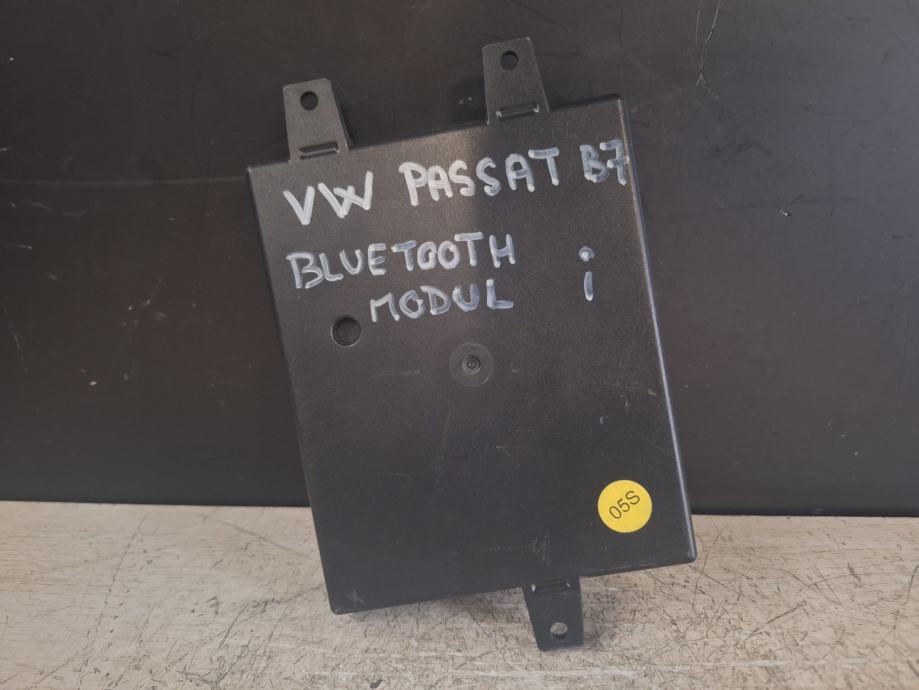 VW PASSAT B7
BLUETOOTH i
MODUL
05S